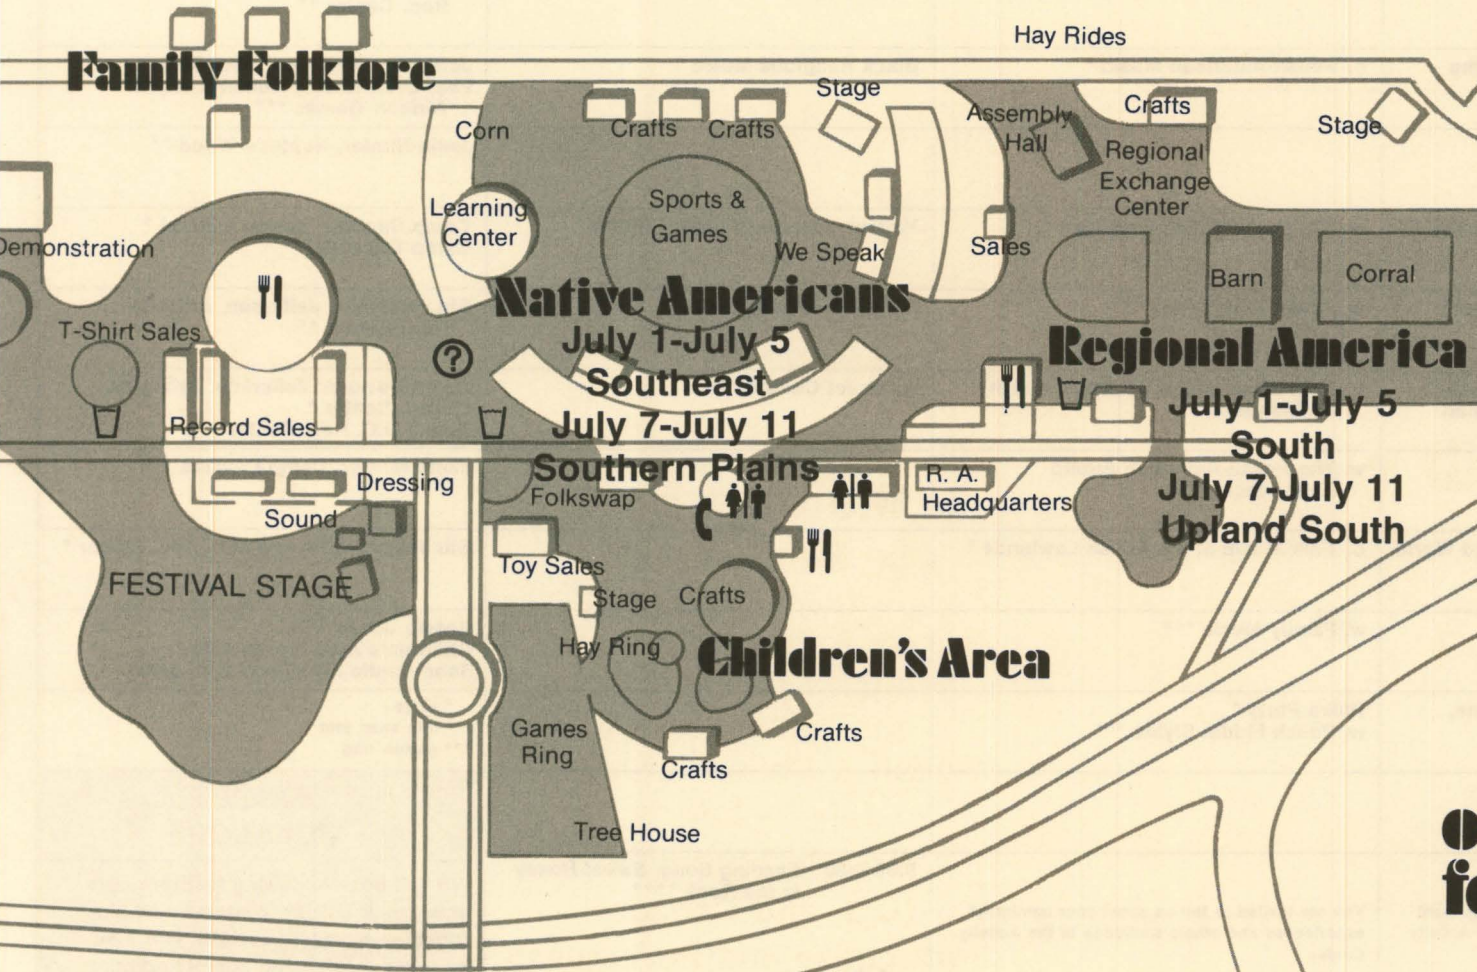 Hay Rides
Family Folklore
Stage
Crafts
Assembly
Hall
Stage
Corn
Crafts
Crafts
Regional
Exchange
Center
Learning
Center
Sports &
Games
We Speak
Sales
Demonstration
Barn
Corral
Native Americans
July 1-July 5
Southeast
July 7-July 11
Southern Plains
T-Shirt Sales
?
Regional America
July 1-July 5
South
July 7-July 11
Upland South
Record Sales
Dressing
Sound
Folkswap
R. A.
Headquarters
FESTIVAL STAGE
Toy Sales
Stage
Crafts
Hay Ring
Children's Area
Games
Ring
Crafts
Crafts
Tree House